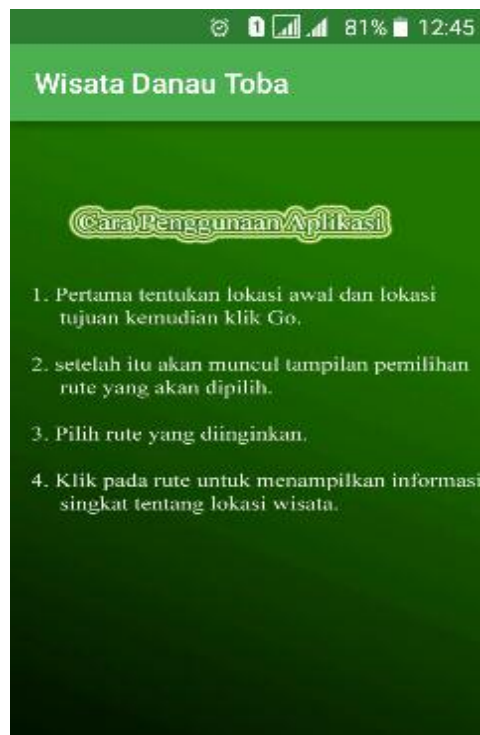 1 81% 12:45
Wisata Danau Toba
Cara Penggunaan Aplikasi
1. Pertama tentukan lokasi awal dan lokasi
tujuan kemudian klik Go.
2. setelah itu akan muncul tampilan pemilihan
rute yang akan dipilih.
3. Pilih rute yang diinginkan.
4. Klik pada rute untuk menampilkan informasi
singkat tentang lokasi wisata.